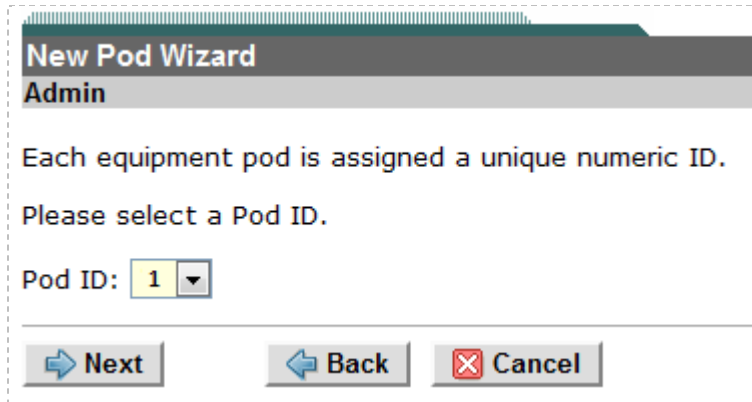 New Pod Wizard
Admin
Each equipment pod is assigned a unique numeric ID.
Please select a Pod ID.
Pod ID: 1
Next Back Cancel